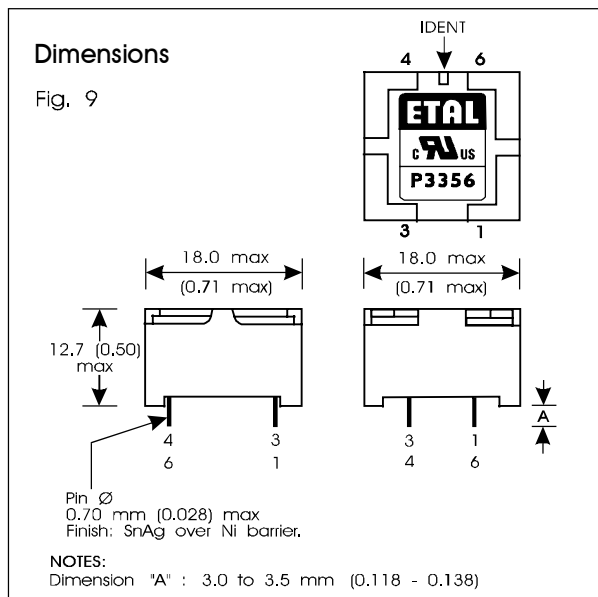 Dimensions
Fig. 9
IDENT
4 6
ETAL
C RU US
P3356
3 1
18.0 max
(0.71 max)
18.0 max
(0.71 max)
12.7 (0.50)
max
A
4 3
6 1
3 1
4 6
Pin Ø
0.70 mm (0.028) max
Finish: SnAg over Ni barrier.
NOTES:
Dimension "A" : 3.0 to 3.5 mm (0.118 - 0.138)